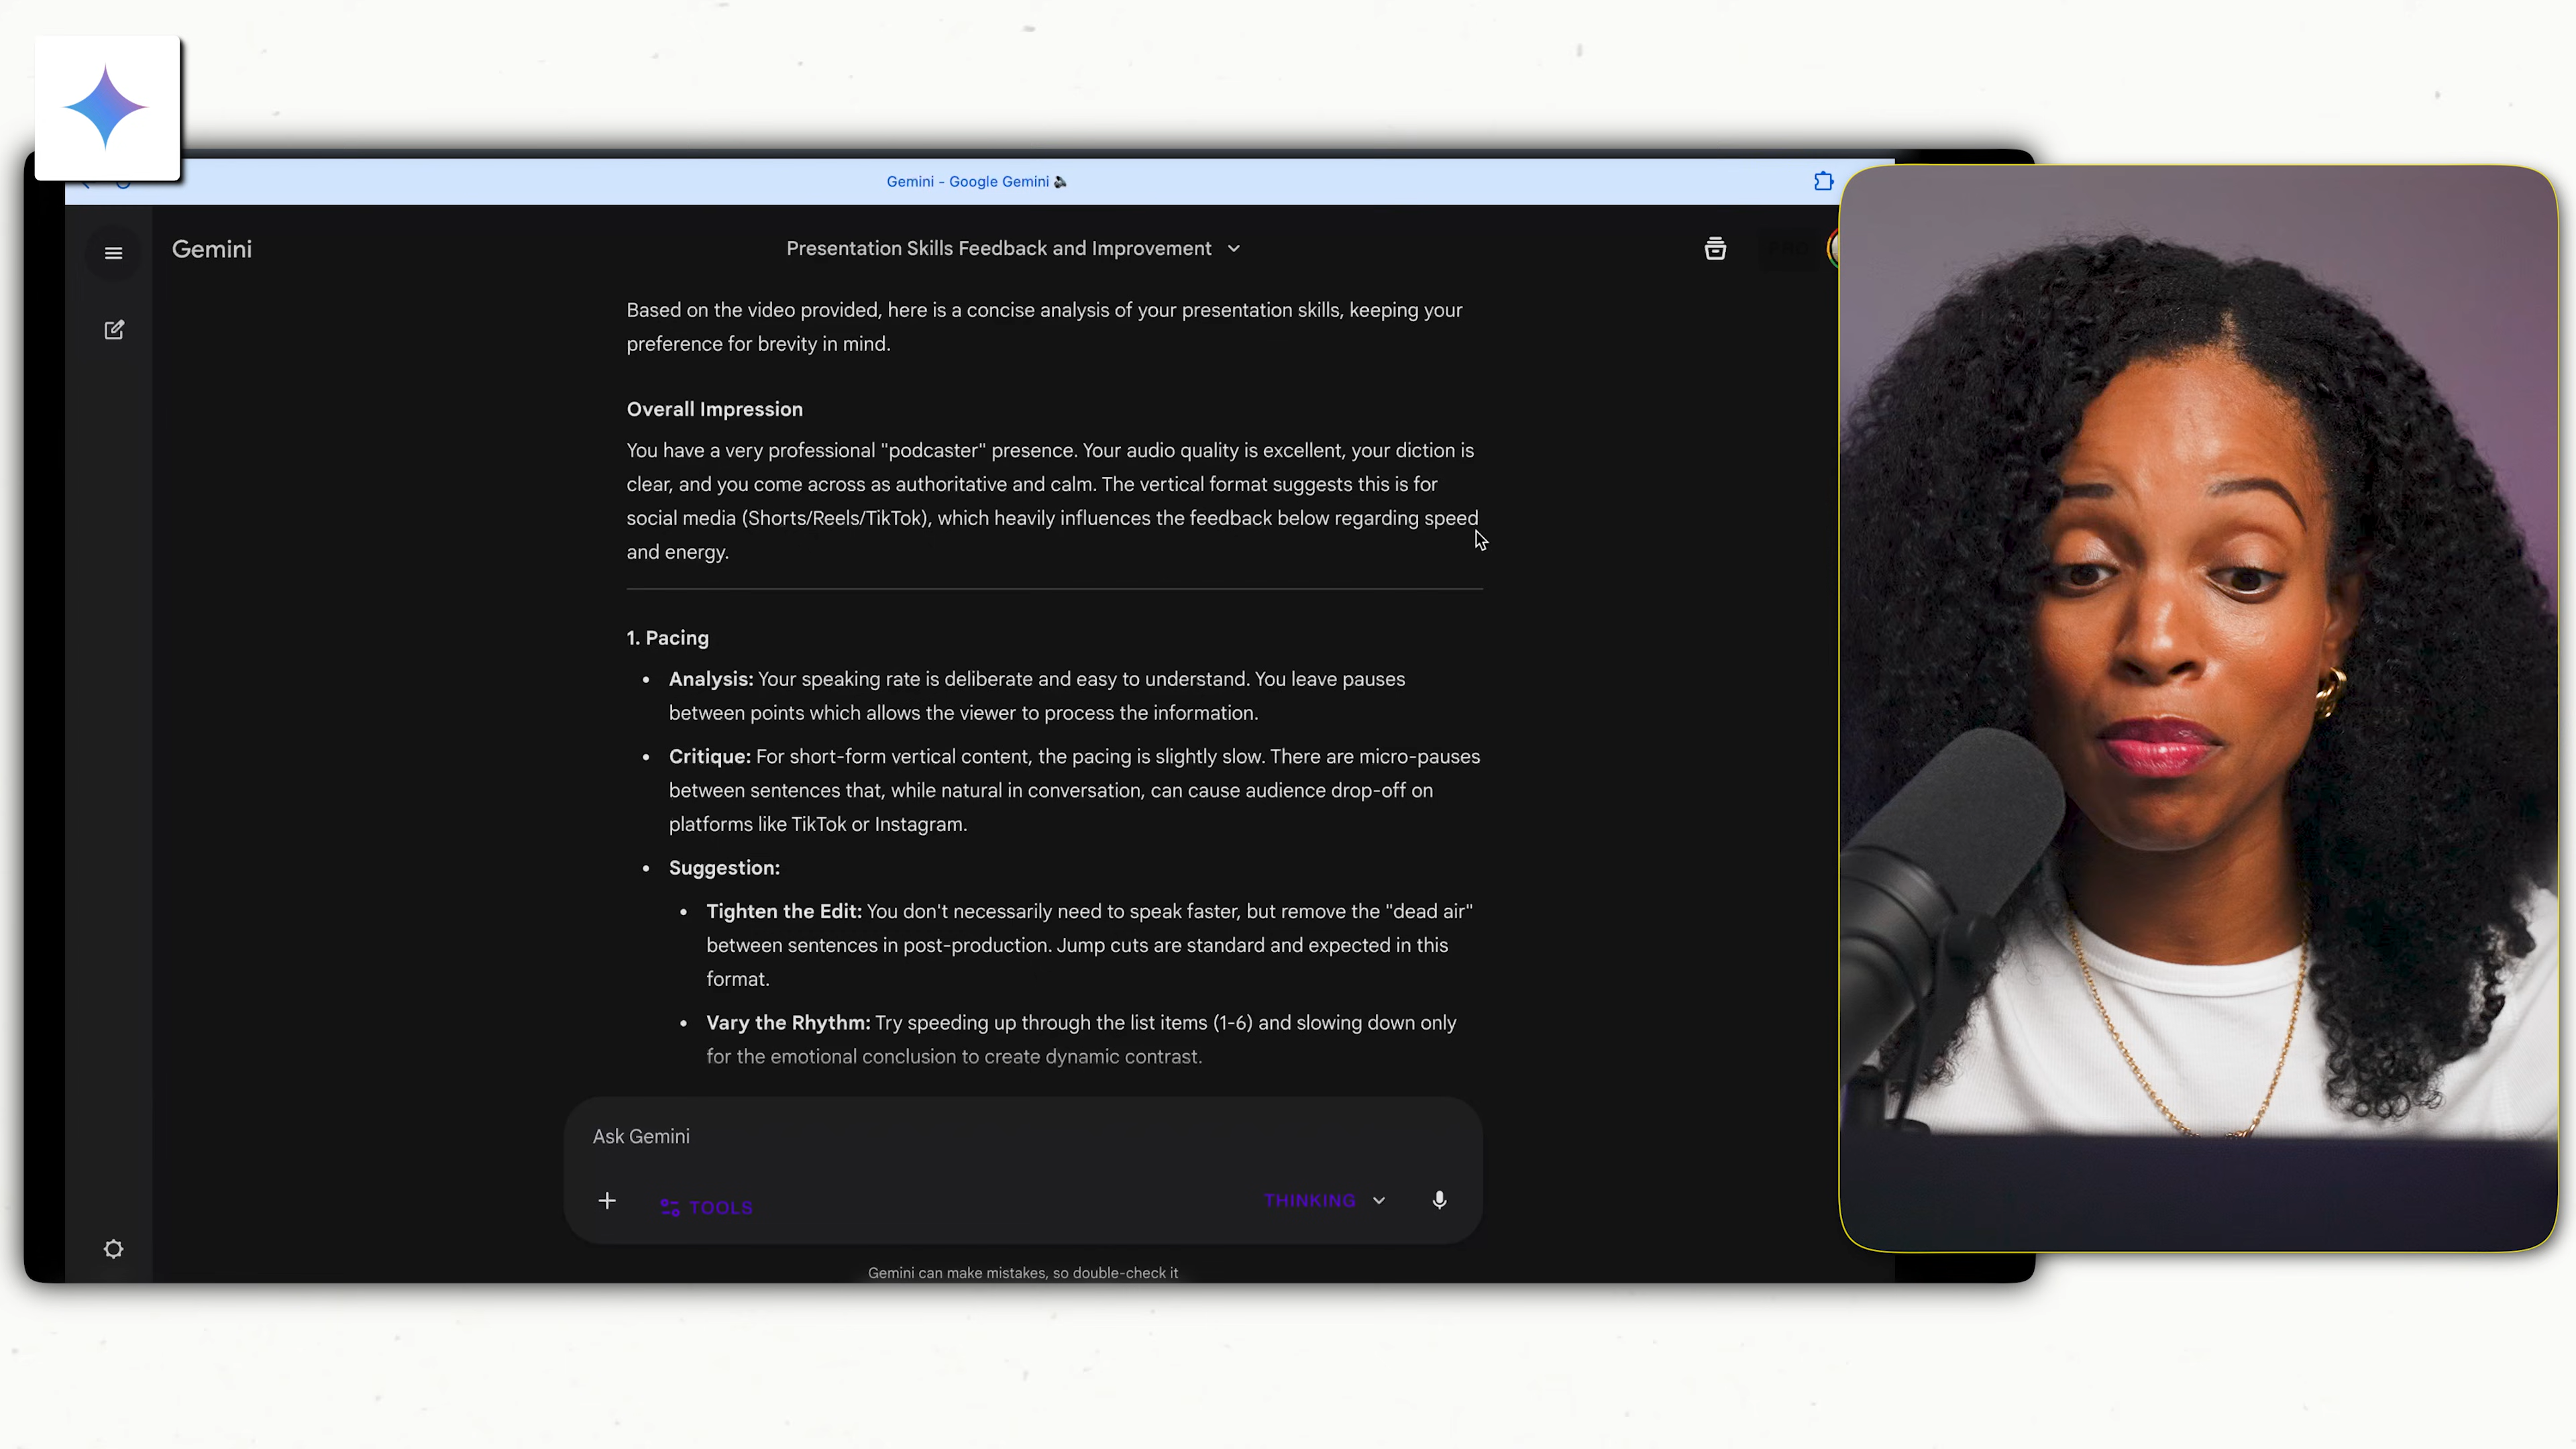 Gemini - Google Gemini 🔈
Gemini
Presentation Skills Feedback and Improvement
Based on the video provided, here is a concise analysis of your presentation skills, keeping your
preference for brevity in mind.
Overall Impression
You have a very professional "podcaster" presence. Your audio quality is excellent, your diction is
clear, and you come across as authoritative and calm. The vertical format suggests this is for
social media (Shorts/Reels/TikTok), which heavily influences the feedback below regarding speed
and energy.
1. Pacing
• Analysis: Your speaking rate is deliberate and easy to understand. You leave pauses
between points which allows the viewer to process the information.
• Critique: For short-form vertical content, the pacing is slightly slow. There are micro-pauses
between sentences that, while natural in conversation, can cause audience drop-off on
platforms like TikTok or Instagram.
• Suggestion:
• Tighten the Edit: You don't necessarily need to speak faster, but remove the "dead air"
between sentences in post-production. Jump cuts are standard and expected in this
format.
• Vary the Rhythm: Try speeding up through the list items (1-6) and slowing down only
for the emotional conclusion to create dynamic contrast.
Ask Gemini
TOOLS
THINKING
Gemini can make mistakes, so double-check it